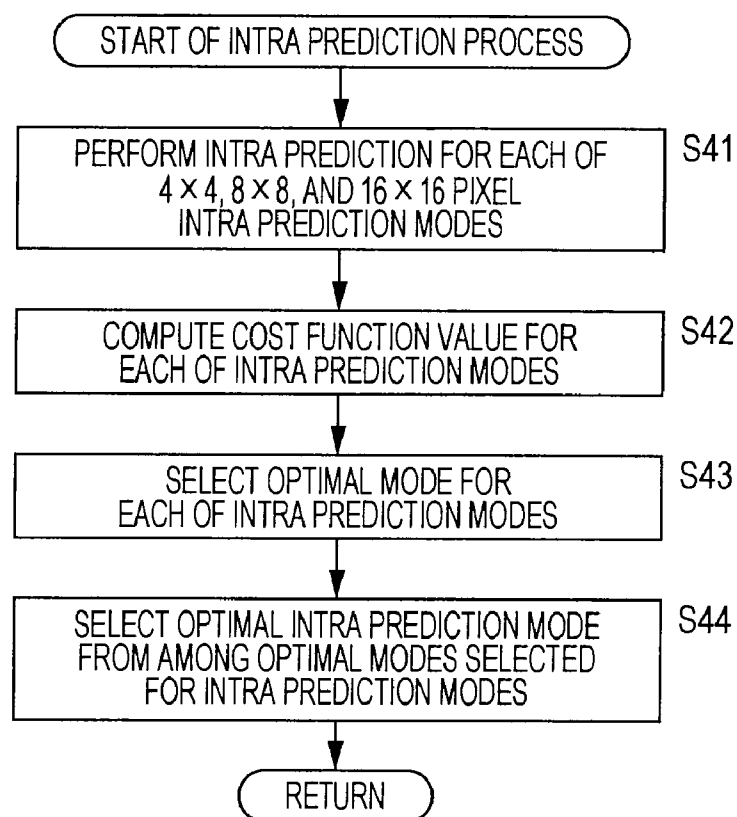 START OF INTRA PREDICTION PROCESS
PERFORM INTRA PREDICTION FOR EACH OF
4 × 4, 8 × 8, AND 16 × 16 PIXEL
INTRA PREDICTION MODES
S41
COMPUTE COST FUNCTION VALUE FOR
EACH OF INTRA PREDICTION MODES
S42
SELECT OPTIMAL MODE FOR
EACH OF INTRA PREDICTION MODES
S43
SELECT OPTIMAL INTRA PREDICTION MODE
FROM AMONG OPTIMAL MODES SELECTED
FOR INTRA PREDICTION MODES
S44
RETURN